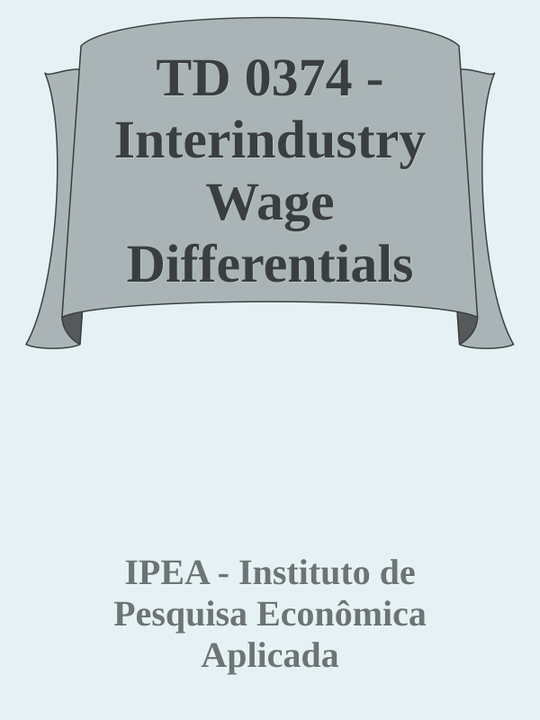 TD 0374 -
Interindustry
Wage
Differentials
IPEA - Instituto de
Pesquisa Econômica
Aplicada